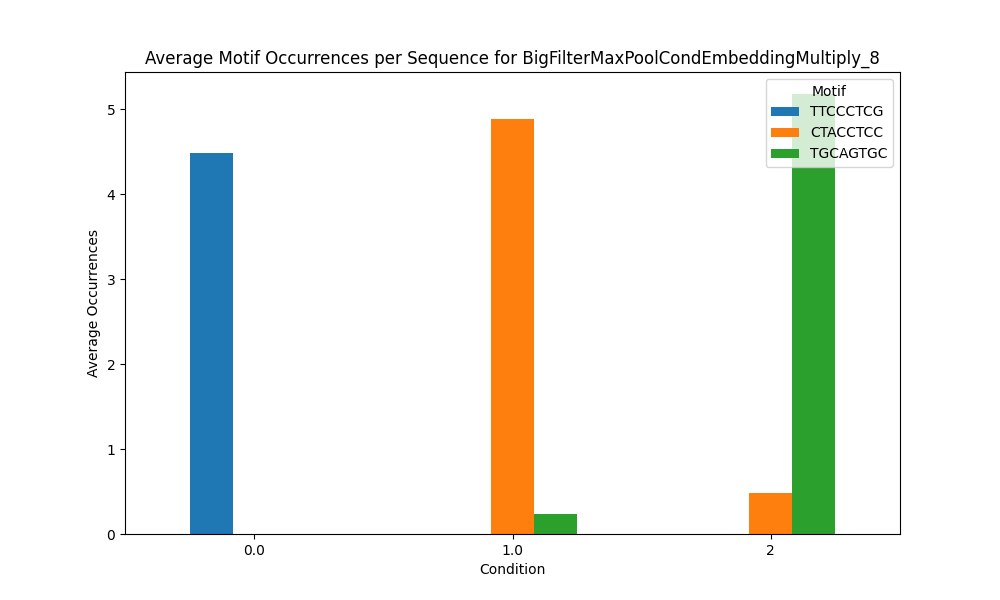 Average Motif Occurrences per Sequence for BigFilterMaxPoolCondEmbeddingMultiply_8
Motif
TTCCCTCG
CTACCTCC
TGCAGTGC
Average Occurrences
5
4
3
2
1
0
0.0 1.0 2
Condition